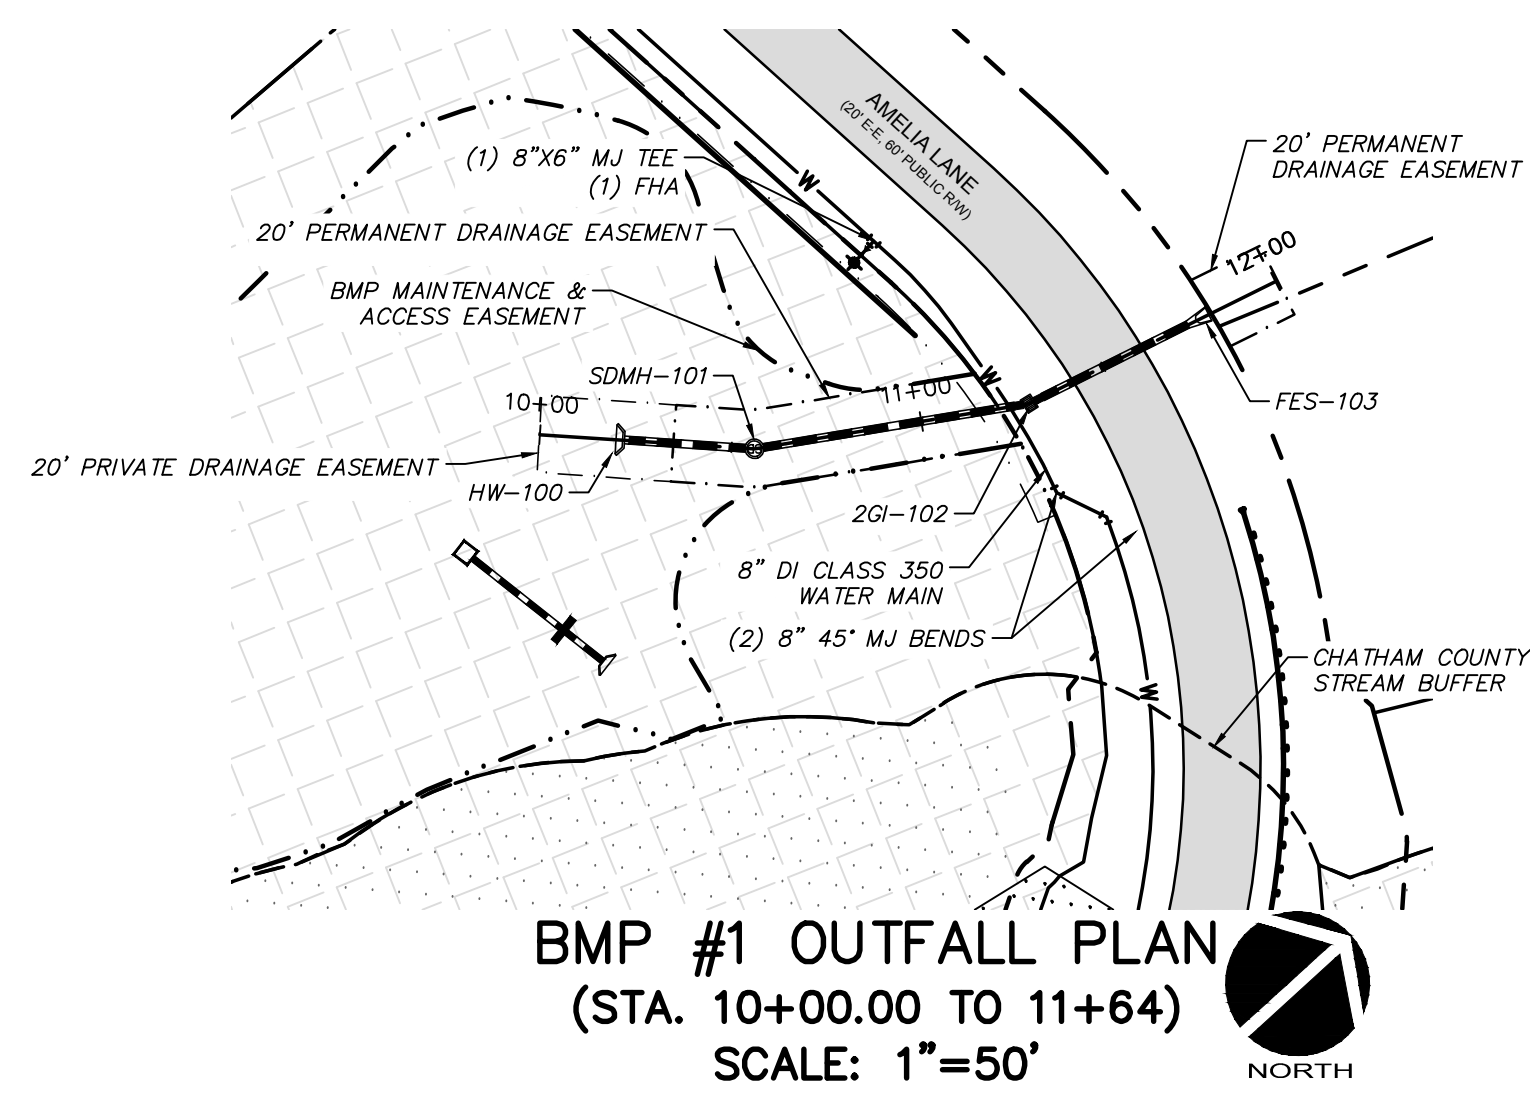 AMELIA LANE
(20' E-E, 60' PUBLIC R/W)
(1) 8"X6" MJ TEE
(1) FHA
20' PERMANENT
DRAINAGE EASEMENT
20' PERMANENT DRAINAGE EASEMENT
W
12+00
BMP MAINTENANCE &
ACCESS EASEMENT
SDMH-101
W
10+00
11+00
FES-103
20' PRIVATE DRAINAGE EASEMENT
HW-100
2GI-102
8" DI CLASS 350
WATER MAIN
(2) 8" 45° MJ BENDS
CHATHAM COUNTY
STREAM BUFFER
W
BMP #1 OUTFALL PLAN
(STA. 10+00.00 TO 11+64)
SCALE: 1"=50'
NORTH